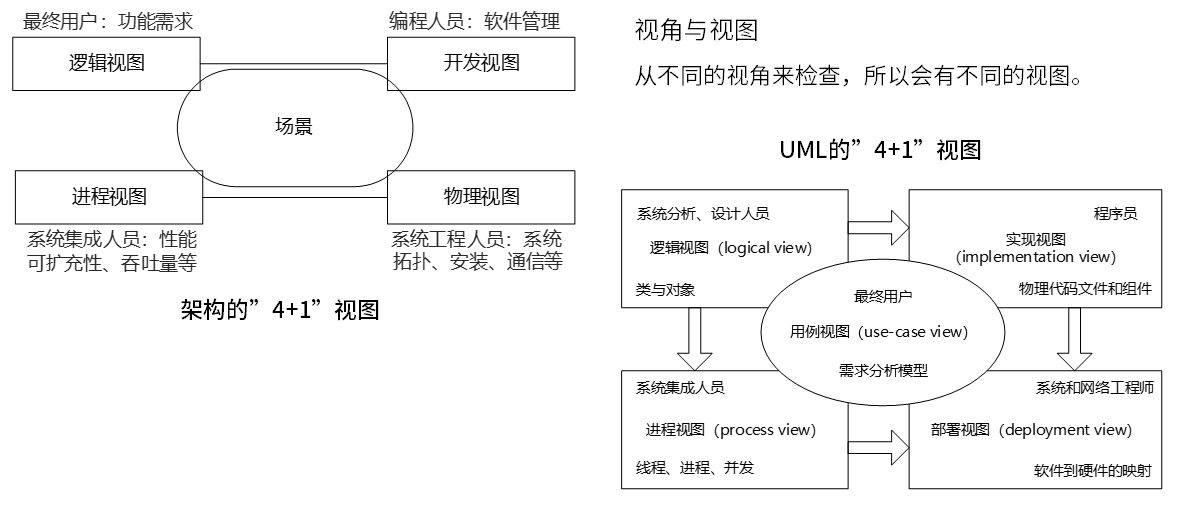 最终用户：功能需求
编程人员：软件管理
逻辑视图
开发视图
场景
进程视图
物理视图
系统集成人员：性能
可扩充性、吞吐量等
系统工程人员：系统
拓扑、安装、通信等
架构的”4+1”视图
视角与视图
从不同的视角来检查，所以会有不同的视图。
UML的”4+1”视图
系统分析、设计人员
逻辑视图（logical view）
类与对象
程序员
实现视图
（implementation view）
物理代码文件和组件
最终用户
用例视图（use-case view）
需求分析模型
系统集成人员
进程视图（process view）
线程、进程、并发
系统和网络工程师
部署视图（deployment view）
软件到硬件的映射